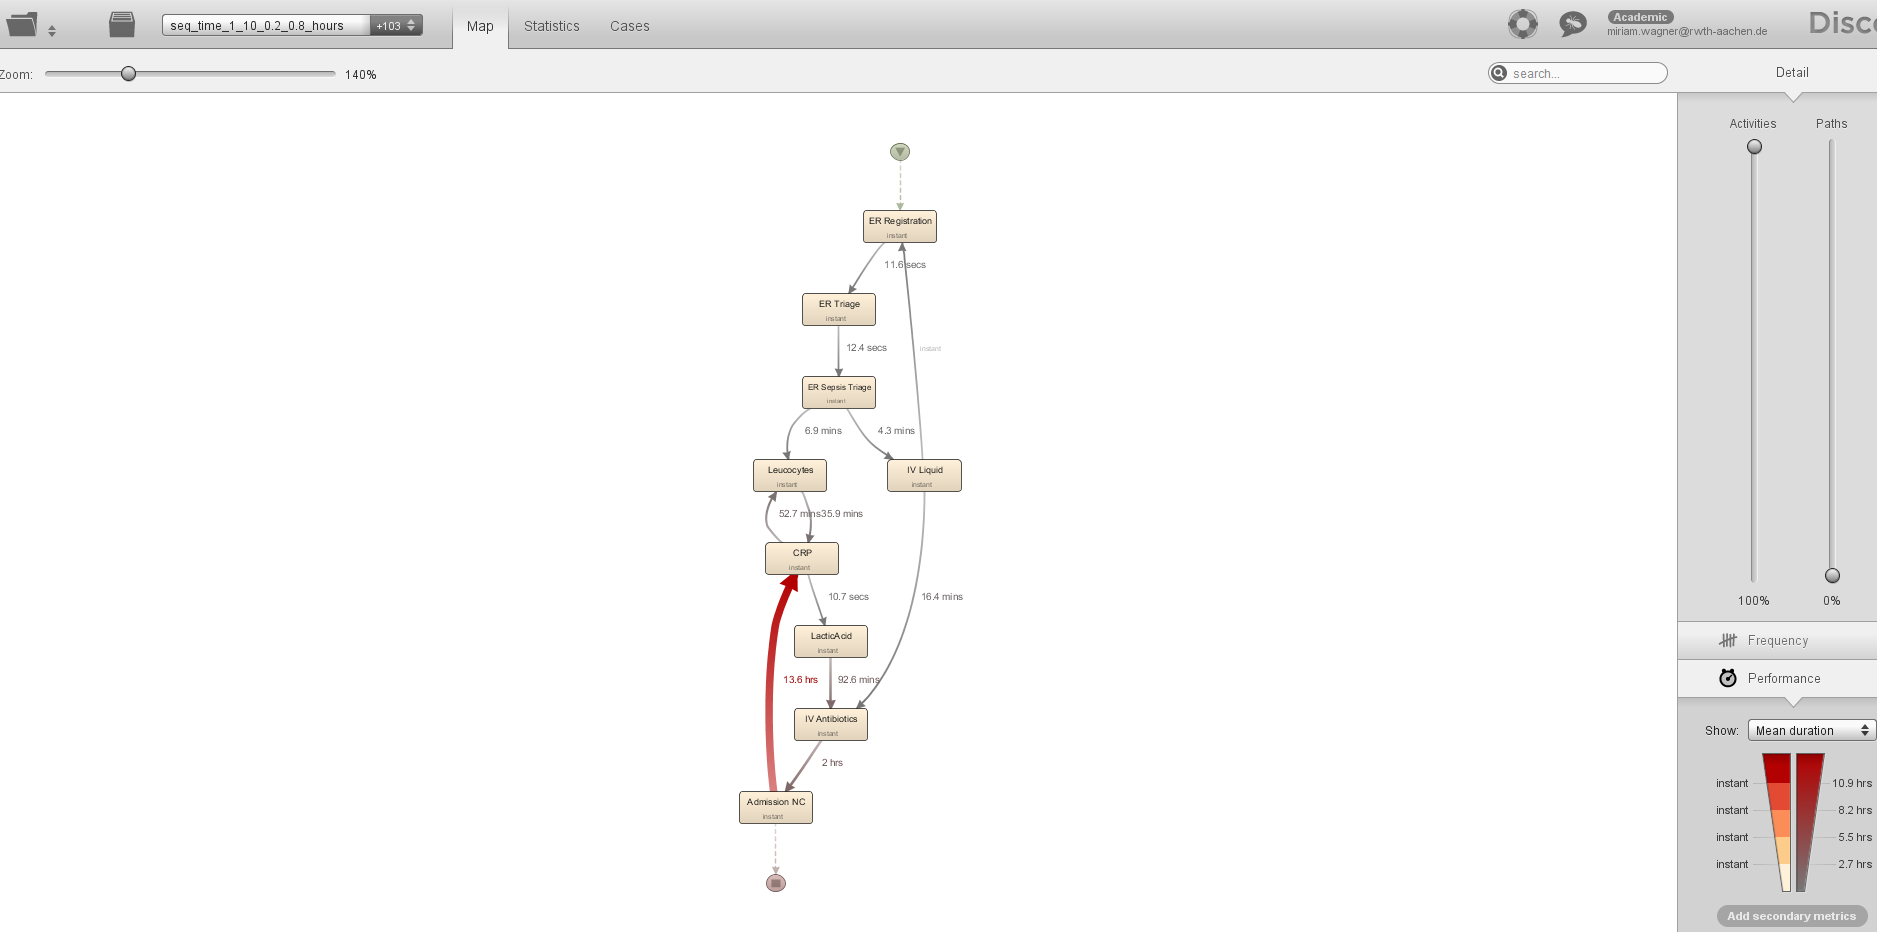 seq_time_1_10_0.2_0.8_hours +103
Map
Statistics
Cases
Academic
miriam.wagner@rwth-aachen.de
Disco
Zoom:
140%
search...
Detail
Activities
Paths
100%
0%
Frequency
Performance
Show: Mean duration
instant 10.9 hrs
instant 8.2 hrs
instant 5.5 hrs
instant 2.7 hrs
Add secondary metrics
ER Registration
instant
11.6 secs
ER Triage
instant
12.4 secs
instant
ER Sepsis Triage
instant
6.9 mins
4.3 mins
Leucocytes
instant
IV Liquid
instant
52.7 mins
35.9 mins
CRP
instant
10.7 secs
16.4 mins
LacticAcid
instant
13.6 hrs
92.6 mins
IV Antibiotics
instant
2 hrs
Admission NC
instant